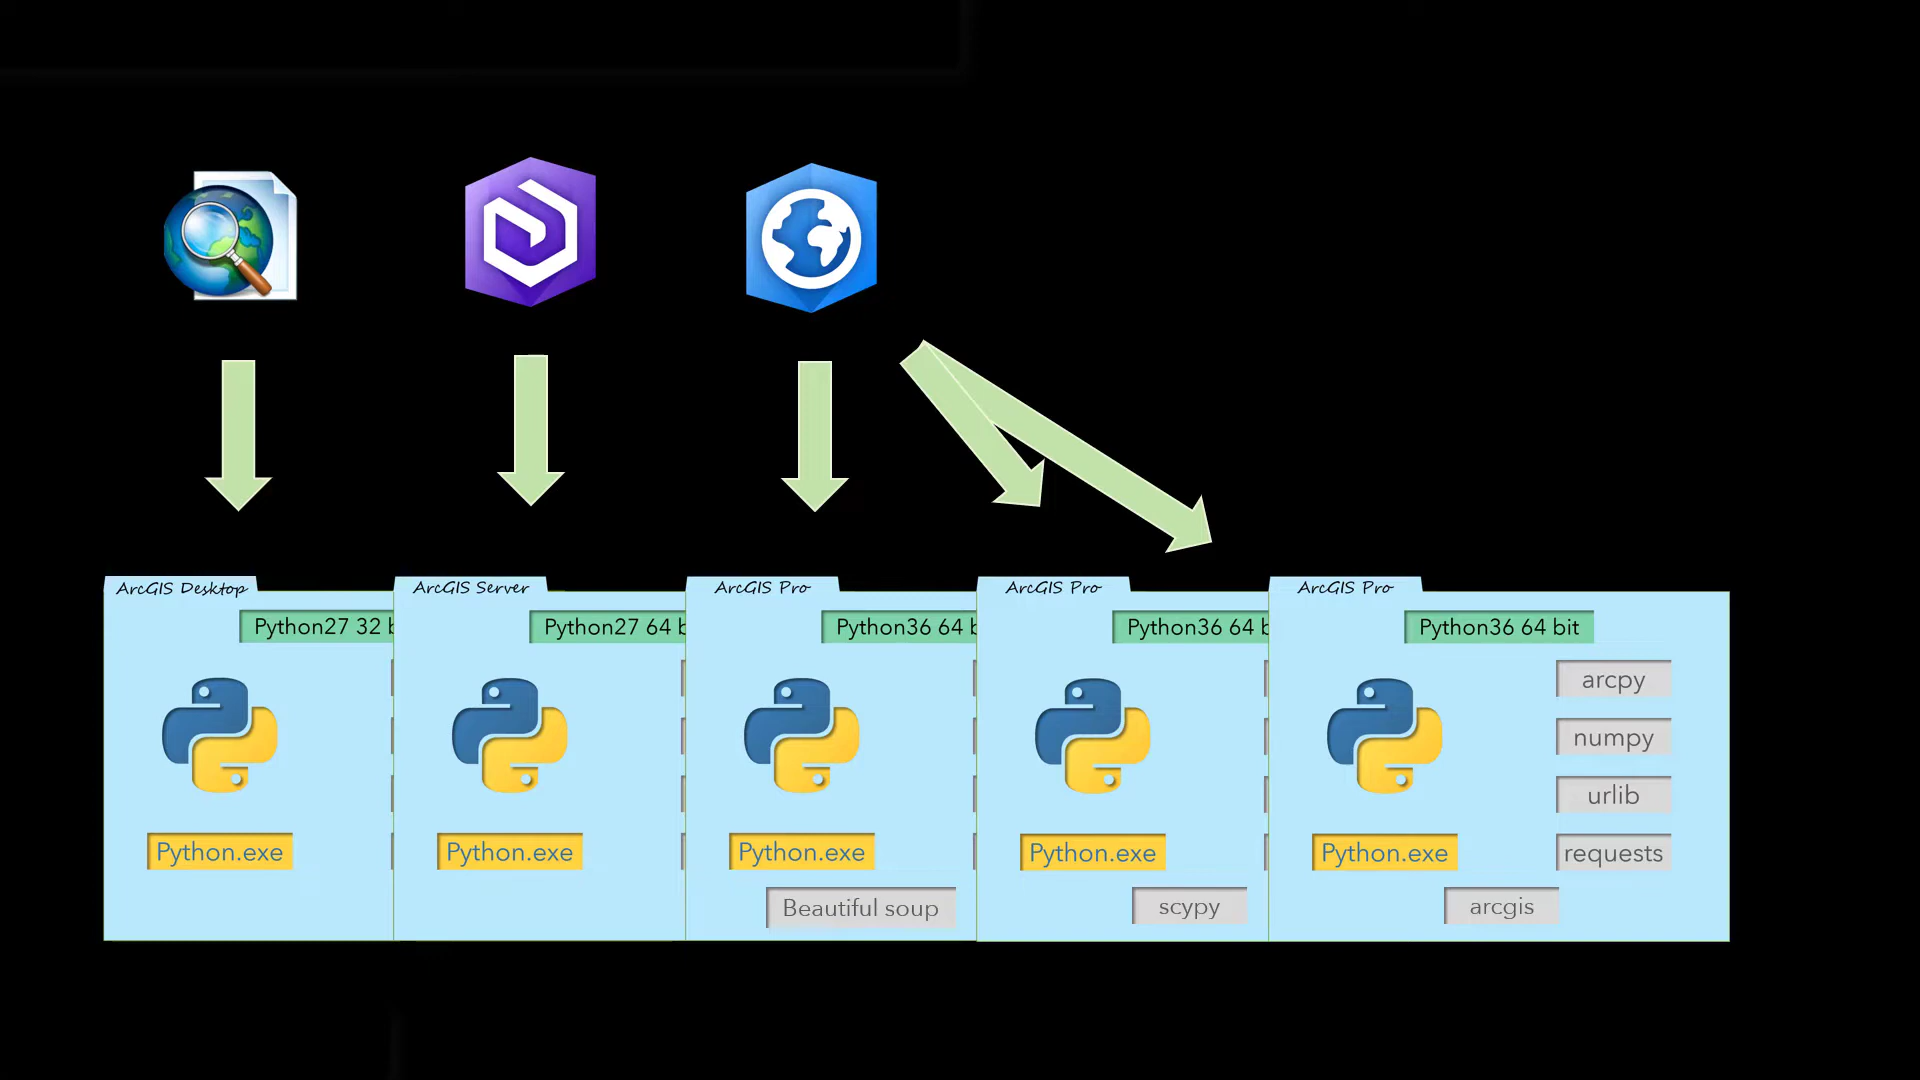 ArcGIS Desktop
ArcGIS Server
ArcGIS Pro
ArcGIS Pro
ArcGIS Pro
Python27 32 b
Python27 64 b
Python36 64 b
Python36 64 b
Python36 64 bit
arcpy
numpy
urlib
Python.exe
Python.exe
Python.exe
Python.exe
Python.exe
requests
Beautiful soup
scypy
arcgis